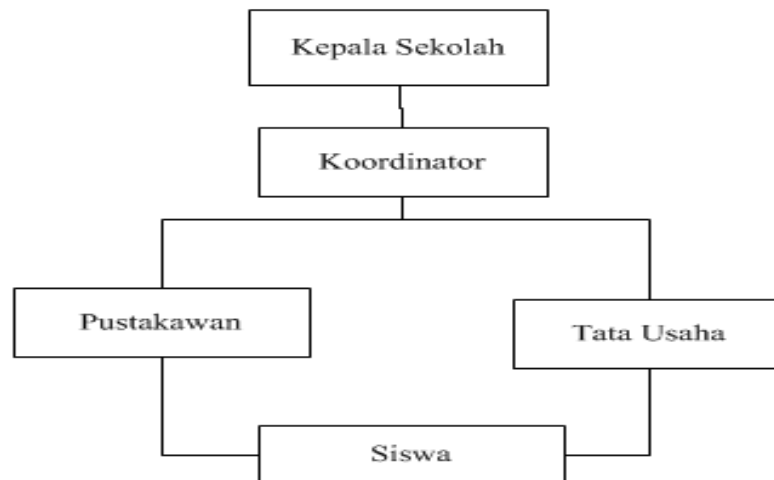 Kepala Sekolah
Koordinator
Pustakawan
Tata Usaha
Siswa